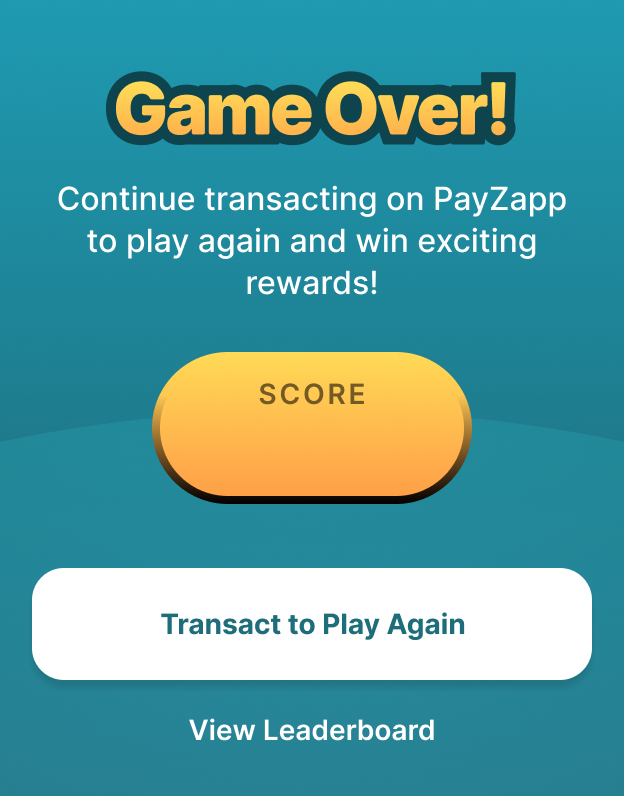 Game Over!
Continue transacting on PayZapp
to play again and win exciting
rewards!
SCORE
Transact to Play Again
View Leaderboard